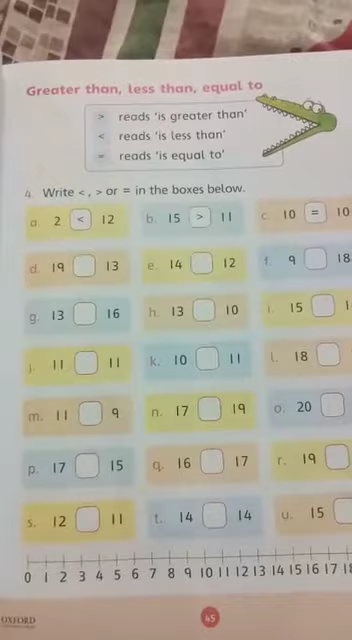 Greater than, less than, equal to
> reads 'is greater than'
< reads 'is less than'
= reads 'is equal to'
4. Write <, > or = in the boxes below.
a. 2 < 12 b. 15 > 11 c. 10 = 10
d. 19 13 e. 14 12 f. 9 18
g. 13 16 h. 13 10 i. 15
j. 11 11 k. 10 11 l. 18
m. 11 9 n. 17 19 o. 20
p. 17 15 q. 16 17 r. 19
s. 12 11 t. 14 14 u. 15
0 1 2 3 4 5 6 7 8 9 10 11 12 13 14 15 16 17
OXFORD
45